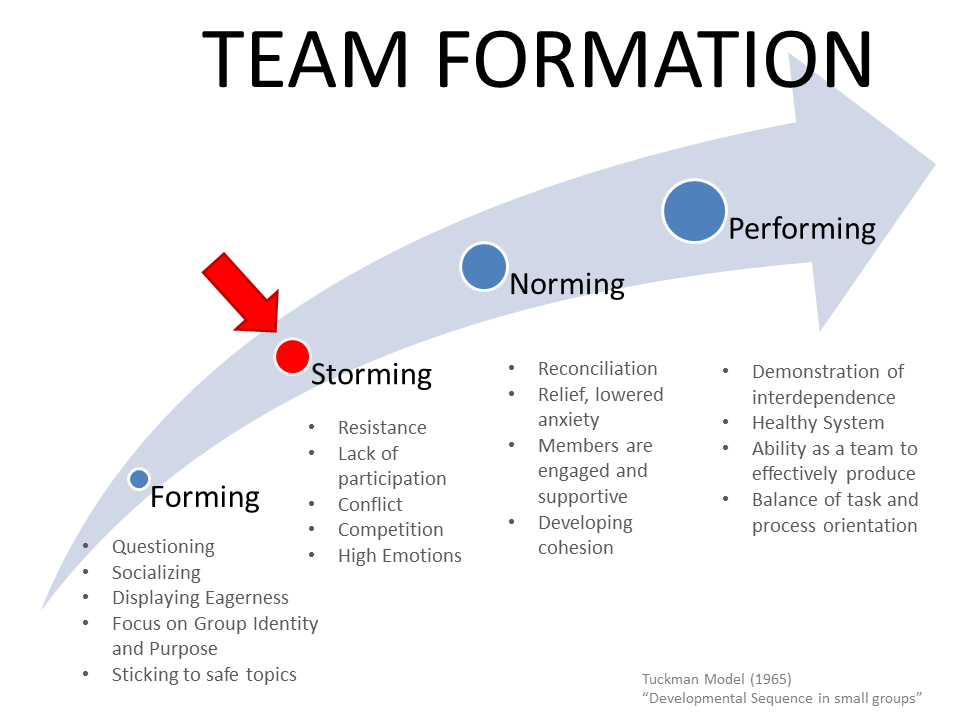 TEAM FORMATION
Performing
Norming
Storming
Forming
• Questioning
• Socializing
• Displaying Eagerness
• Focus on Group Identity
and Purpose
• Sticking to safe topics
• Resistance
• Lack of
participation
• Conflict
• Competition
• High Emotions
• Reconciliation
• Relief, lowered
anxiety
• Members are
engaged and
supportive
• Developing
cohesion
• Demonstration of
interdependence
• Healthy System
• Ability as a team to
effectively produce
• Balance of task and
process orientation
Tuckman Model (1965)
“Developmental Sequence in small groups”